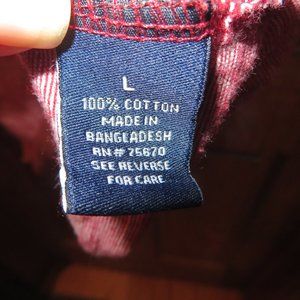 L
100% COTTON
MADE IN
BANGLADESH
RN# 75670
SEE REVERSE
FOR CARE